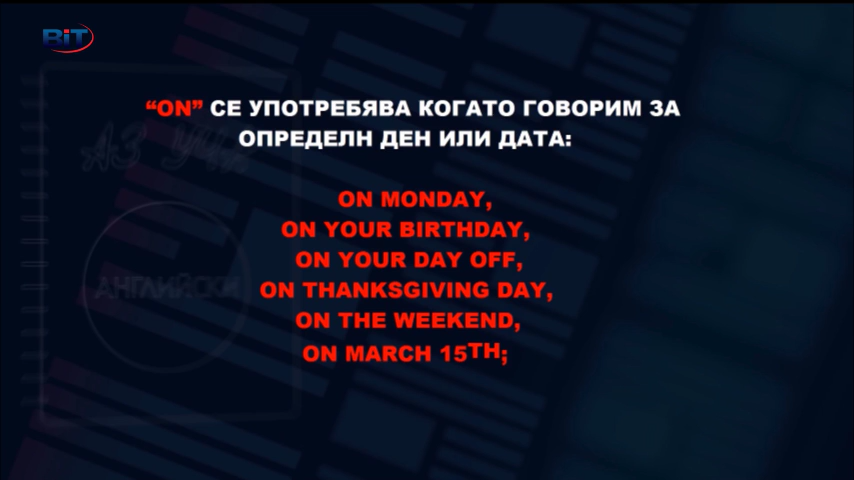 BiT
“ON” СЕ УПОТРЕБЯВА КОГАТО ГОВОРИМ ЗА
ОПРЕДЕЛН ДЕН ИЛИ ДАТА:
ON MONDAY,
ON YOUR BIRTHDAY,
ON YOUR DAY OFF,
ON THANKSGIVING DAY,
ON THE WEEKEND,
ON MARCH 15TH;
АЗ УЧ
АНГЛИЙСКИ